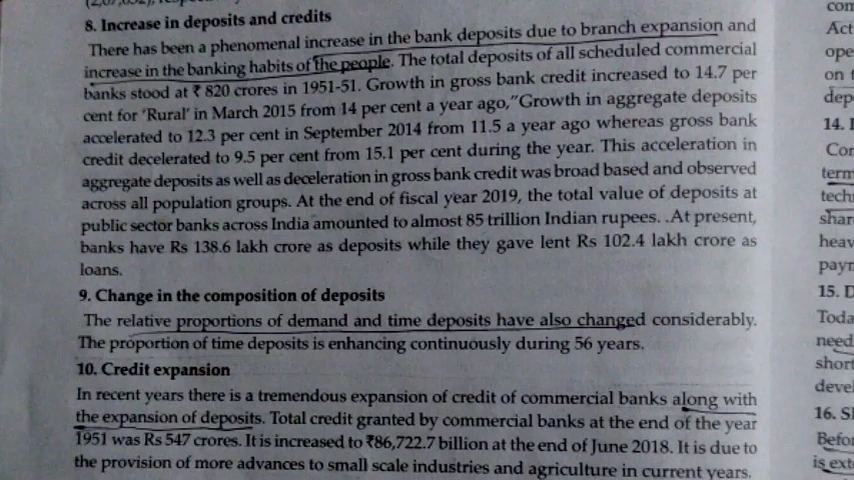 8. Increase in deposits and credits
There has been a phenomenal increase in the bank deposits due to branch expansion and
increase in the banking habits of the people. The total deposits of all scheduled commercial
banks stood at ₹ 820 crores in 1951-51. Growth in gross bank credit increased to 14.7 per
cent for 'Rural' in March 2015 from 14 per cent a year ago,"Growth in aggregate deposits
accelerated to 12.3 per cent in September 2014 from 11.5 a year ago whereas gross bank
credit decelerated to 9.5 per cent from 15.1 per cent during the year. This acceleration in
aggregate deposits as well as deceleration in gross bank credit was broad based and observed
across all population groups. At the end of fiscal year 2019, the total value of deposits at
public sector banks across India amounted to almost 85 trillion Indian rupees. .At present,
banks have Rs 138.6 lakh crore as deposits while they gave lent Rs 102.4 lakh crore as
loans.
9. Change in the composition of deposits
The relative proportions of demand and time deposits have also changed considerably.
The proportion of time deposits is enhancing continuously during 56 years.
10. Credit expansion
In recent years there is a tremendous expansion of credit of commercial banks along with
the expansion of deposits. Total credit granted by commercial banks at the end of the year
1951 was Rs 547 crores. It is increased to ₹86,722.7 billion at the end of June 2018. It is due to
the provision of more advances to small scale industries and agriculture in current years.
Act
on
14.
term
15.
Toda
need
short
16.